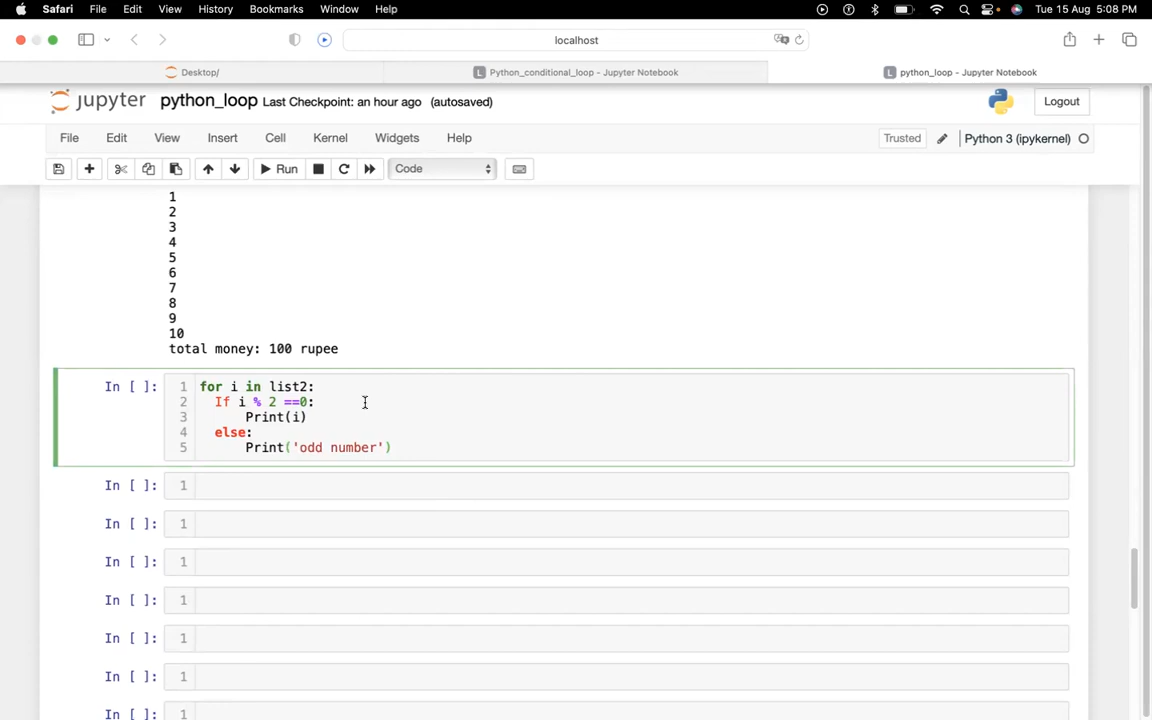 Safari File Edit View History Bookmarks Window Help Tue 15 Aug 5:08 PM
localhost
Desktop/ Python_conditional_loop - Jupyter Notebook python_loop - Jupyter Notebook
jupyter python_loop Last Checkpoint: an hour ago (autosaved) Logout
File Edit View Insert Cell Kernel Widgets Help Trusted Python 3 (ipykernel)
Run Code
1
2
3
4
5
6
7
8
9
10
total money: 100 rupee
In [ ]: 1 for i in list2:
2 If i % 2 ==0:
3 Print(i)
4 else:
5 Print('odd number')
In [ ]: 1
In [ ]: 1
In [ ]: 1
In [ ]: 1
In [ ]: 1
In [ ]: 1
In [ ]: 1